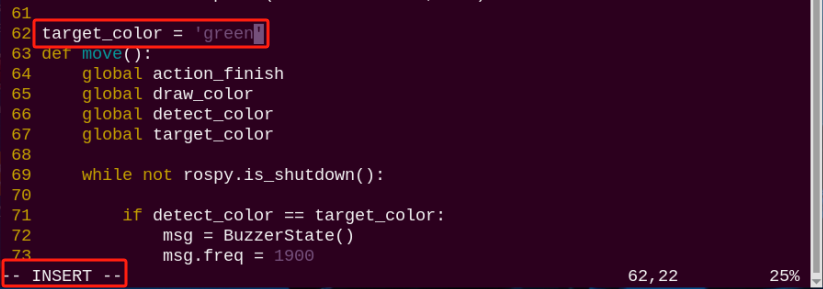 61
62 target_color = 'green'
63 def move():
64     global action_finish
65     global draw_color
66     global detect_color
67     global target_color
68
69     while not rospy.is_shutdown():
70
71         if detect_color == target_color:
72             msg = BuzzerState()
73             msg.freq = 1900
-- INSERT -- 62,22 25%